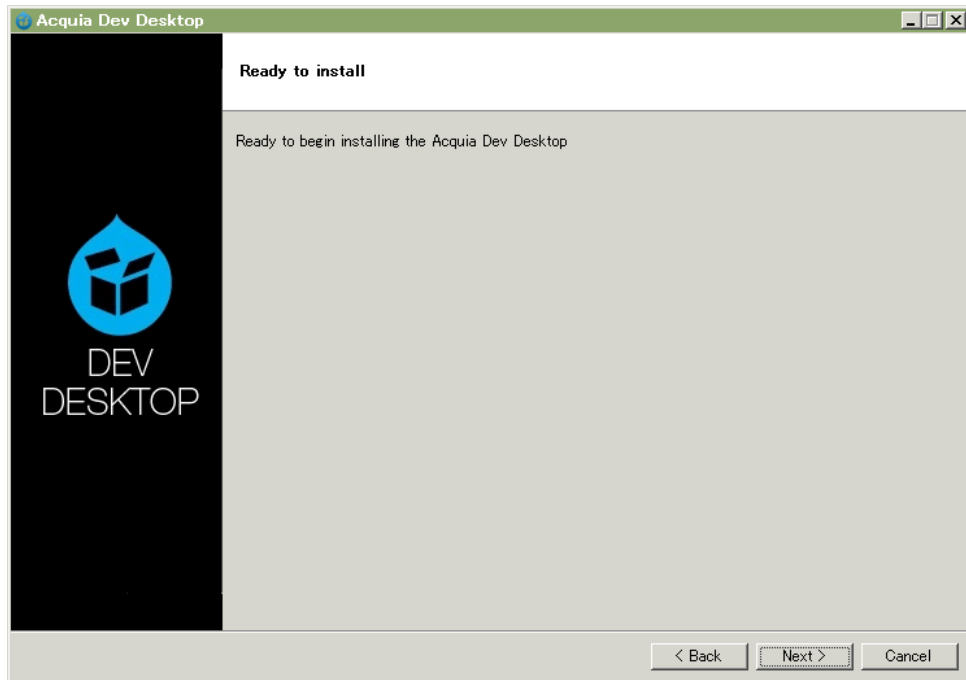 Acquia Dev Desktop
Ready to install
Ready to begin installing the Acquia Dev Desktop
DEV
DESKTOP
< Back
Next >
Cancel